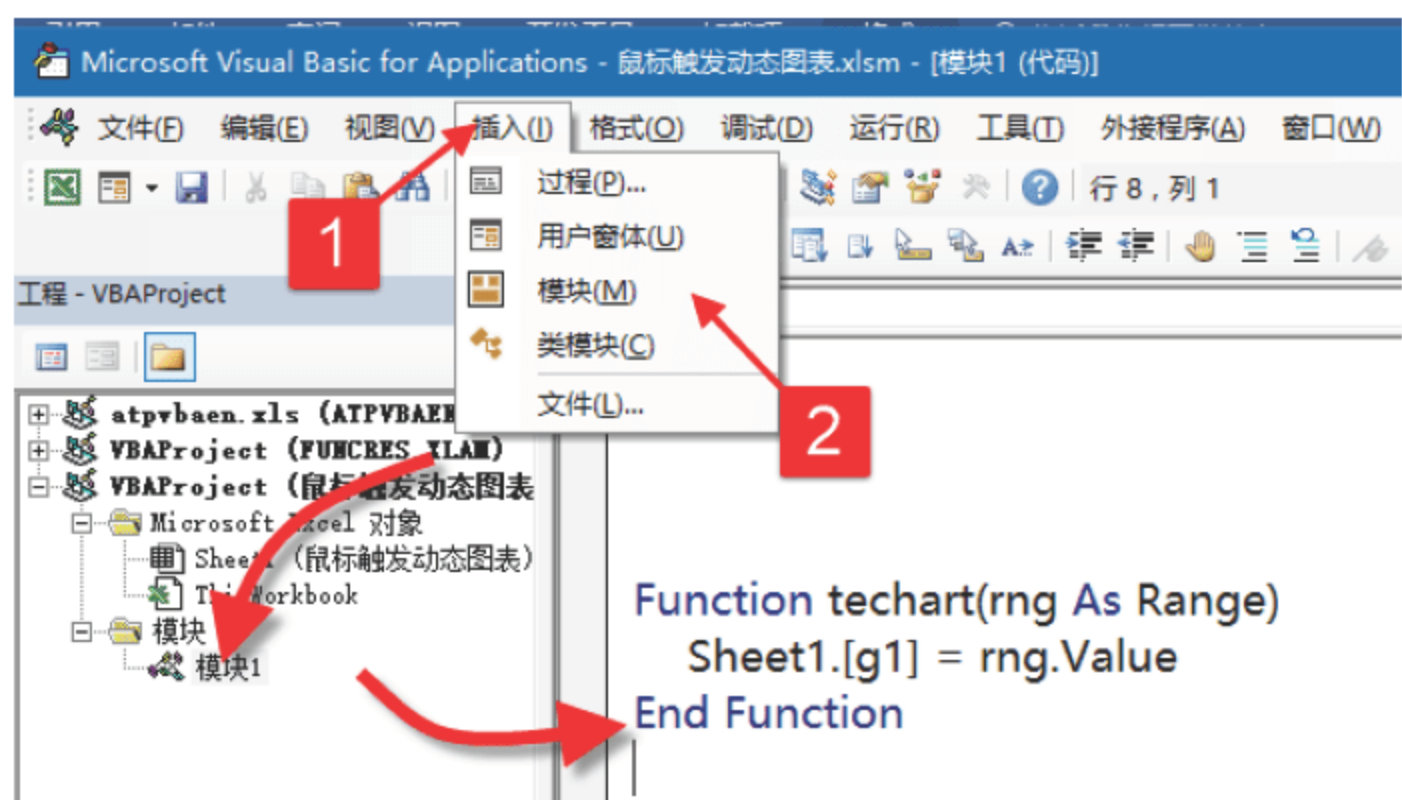 Microsoft Visual Basic for Applications - 鼠标触发动态图表.xlsm - [模块1 (代码)]
文件(F) 编辑(E) 视图(V) 插入(I) 格式(O) 调试(D) 运行(R) 工具(T) 外接程序(A) 窗口(W)
过程(P)...
行 8 , 列 1
1
用户窗体(U)
工程 - VBAProject
模块(M)
类模块(C)
文件(L)...
2
atpvbaen.xls (ATPVBAEN
VBAProject (FUNCRES.XLAM)
VBAProject (鼠标触发动态图表
Microsoft Excel 对象
Sheet1 (鼠标触发动态图表)
ThisWorkbook
模块
模块1
Function techart(rng As Range)
Sheet1.[g1] = rng.Value
End Function